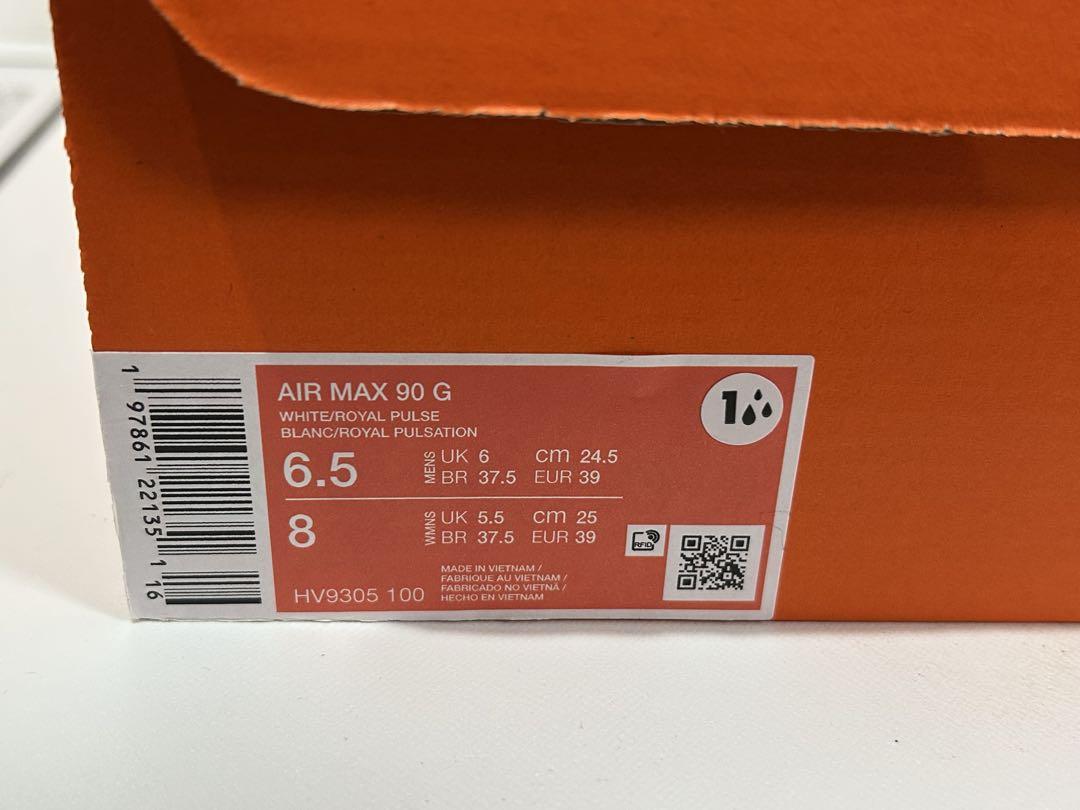 AIR MAX 90 G
WHITE/ROYAL PULSE
BLANC/ROYAL PULSATION
6.5 MENS UK 6 cm 24.5
BR 37.5 EUR 39
8 WMNS UK 5.5 cm 25
BR 37.5 EUR 39
HV9305 100
MADE IN VIETNAM /
FABRIQUE AU VIETNAM /
FABRICADO NO VIETNÃ /
HECHO EN VIETNAM
RFID
1
1 97861 22135 1 16